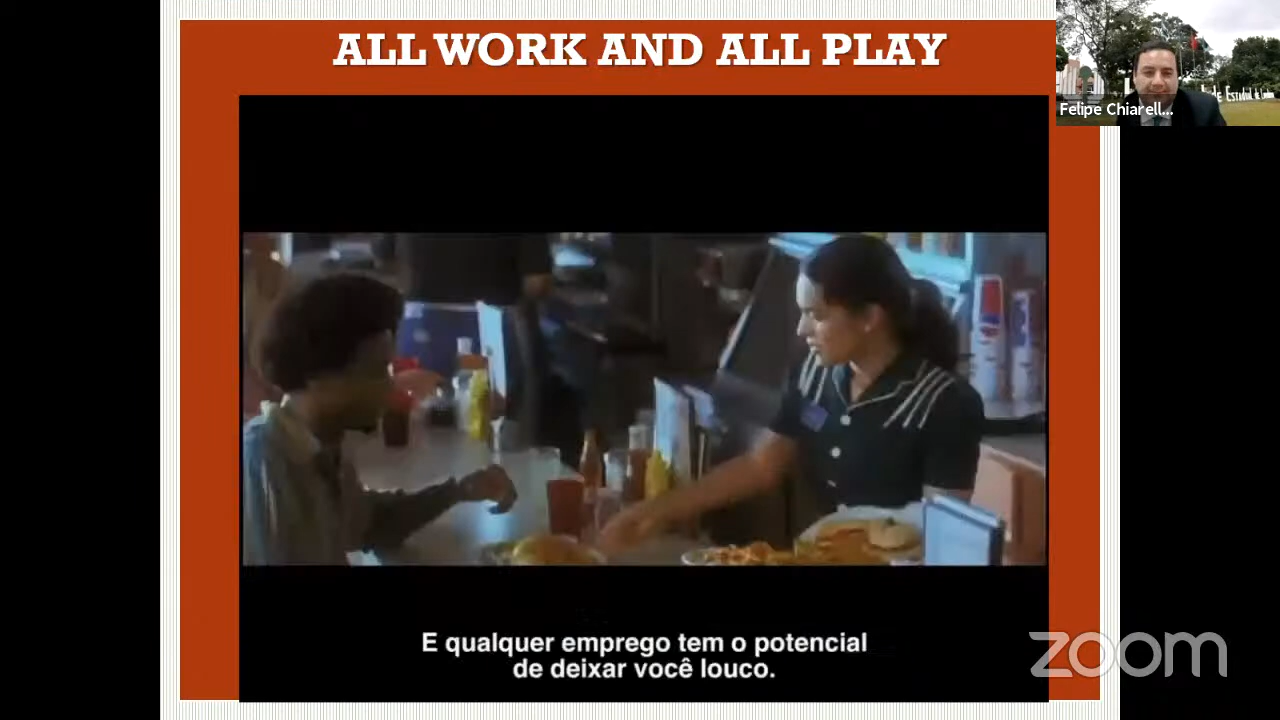 ALL WORK AND ALL PLAY
Felipe Chiarell...
E qualquer emprego tem o potencial
de deixar você louco.
zoom